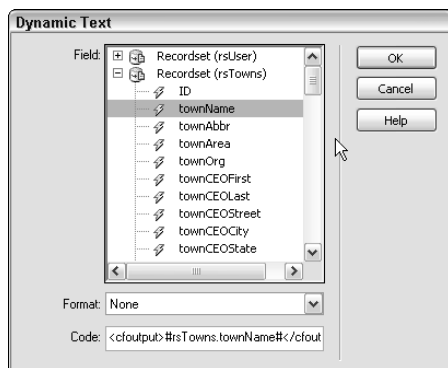 Dynamic Text
Field:
Recordset (rsUser)
Recordset (rsTowns)
ID
townName
townAbbr
townArea
townOrg
townCEOFirst
townCEOLast
townCEOStreet
townCEOCity
townCEOState
OK
Cancel
Help
Format: None
Code: <cfoutput>#rsTowns.townName#</cfout